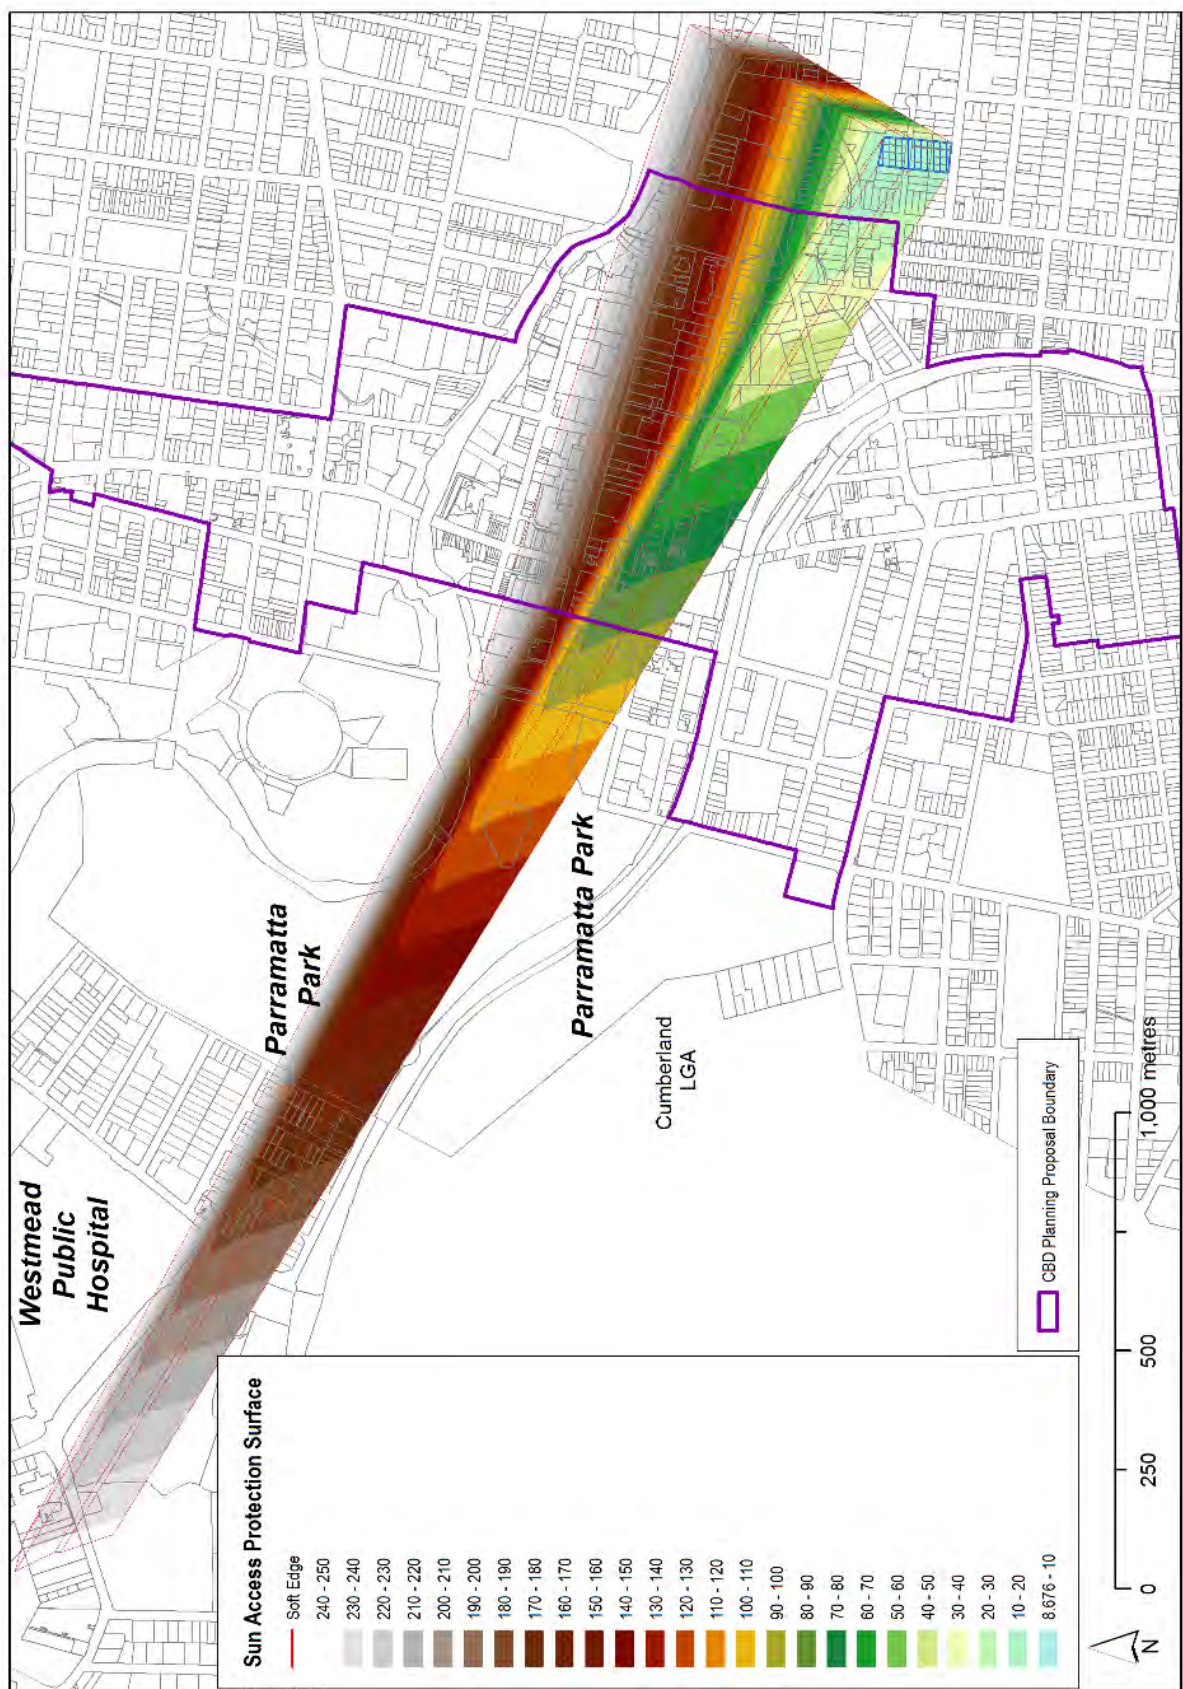 Westmead
Public
Hospital
Parramatta
Park
Parramatta Park
Cumberland
LGA
Sun Access Protection Surface
Soft Edge
240 - 250
230 - 240
220 - 230
210 - 220
200 - 210
190 - 200
180 - 190
170 - 180
160 - 170
150 - 160
140 - 150
130 - 140
120 - 130
110 - 120
100 - 110
90 - 100
80 - 90
70 - 80
60 - 70
50 - 60
40 - 50
30 - 40
20 - 30
10 - 20
8.676 - 10
CBD Planning Proposal Boundary
N
0
250
500
1,000 metres